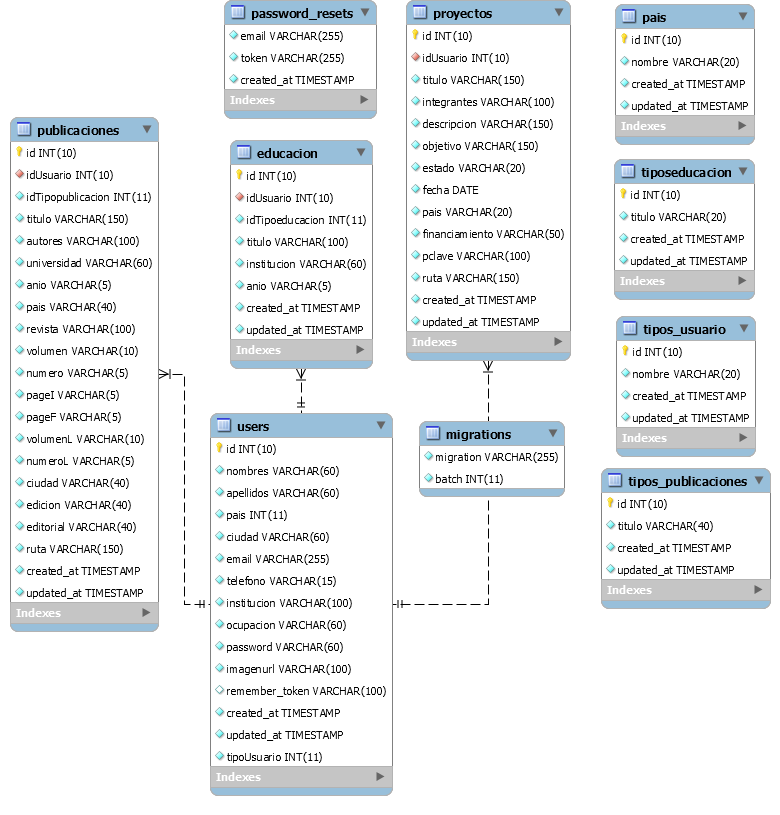 password_resets
email VARCHAR(255)
token VARCHAR(255)
created_at TIMESTAMP
Indexes
proyectos
id INT(10)
idUsuario INT(10)
titulo VARCHAR(150)
integrantes VARCHAR(100)
descripcion VARCHAR(150)
objetivo VARCHAR(150)
estado VARCHAR(20)
fecha DATE
pais VARCHAR(20)
financiamiento VARCHAR(50)
pclave VARCHAR(100)
ruta VARCHAR(150)
created_at TIMESTAMP
updated_at TIMESTAMP
Indexes
pais
id INT(10)
nombre VARCHAR(20)
created_at TIMESTAMP
updated_at TIMESTAMP
Indexes
publicaciones
id INT(10)
idUsuario INT(10)
idTipopublicacion INT(11)
titulo VARCHAR(150)
autores VARCHAR(100)
universidad VARCHAR(60)
anio VARCHAR(5)
pais VARCHAR(40)
revista VARCHAR(100)
volumen VARCHAR(10)
numero VARCHAR(5)
pageI VARCHAR(5)
pageF VARCHAR(5)
volumenL VARCHAR(10)
numeroL VARCHAR(5)
ciudad VARCHAR(40)
edicion VARCHAR(40)
editorial VARCHAR(40)
ruta VARCHAR(150)
created_at TIMESTAMP
updated_at TIMESTAMP
Indexes
educacion
id INT(10)
idUsuario INT(10)
idTipoeducacion INT(11)
titulo VARCHAR(100)
institucion VARCHAR(60)
anio VARCHAR(5)
created_at TIMESTAMP
updated_at TIMESTAMP
Indexes
tiposeducacion
id INT(10)
titulo VARCHAR(20)
created_at TIMESTAMP
updated_at TIMESTAMP
Indexes
tipos_usuario
id INT(10)
nombre VARCHAR(20)
created_at TIMESTAMP
updated_at TIMESTAMP
Indexes
users
id INT(10)
nombres VARCHAR(60)
apellidos VARCHAR(60)
pais INT(11)
ciudad VARCHAR(60)
email VARCHAR(255)
telefono VARCHAR(15)
institucion VARCHAR(100)
ocupacion VARCHAR(60)
password VARCHAR(60)
imagenurl VARCHAR(100)
remember_token VARCHAR(100)
created_at TIMESTAMP
updated_at TIMESTAMP
tipoUsuario INT(11)
Indexes
migrations
migration VARCHAR(255)
batch INT(11)
tipos_publicaciones
id INT(10)
titulo VARCHAR(40)
created_at TIMESTAMP
updated_at TIMESTAMP
Indexes